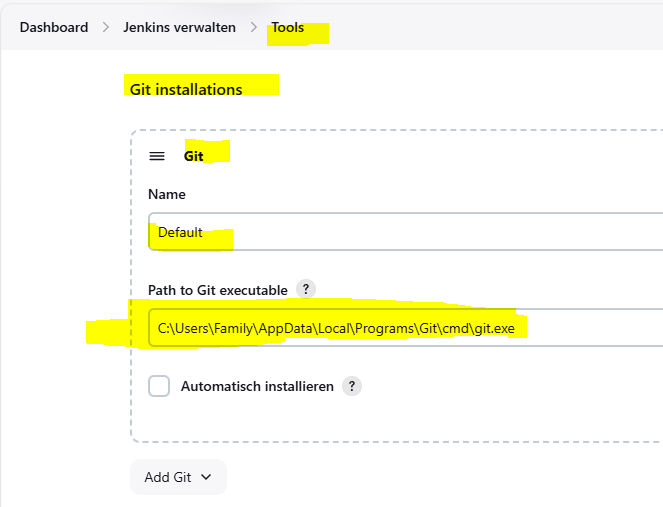 Dashboard > Jenkins verwalten > Tools
Git installations
Git
Name
Default
Path to Git executable ?
C:\Users\Family\AppData\Local\Programs\Git\cmd\git.exe
Automatisch installieren ?
Add Git